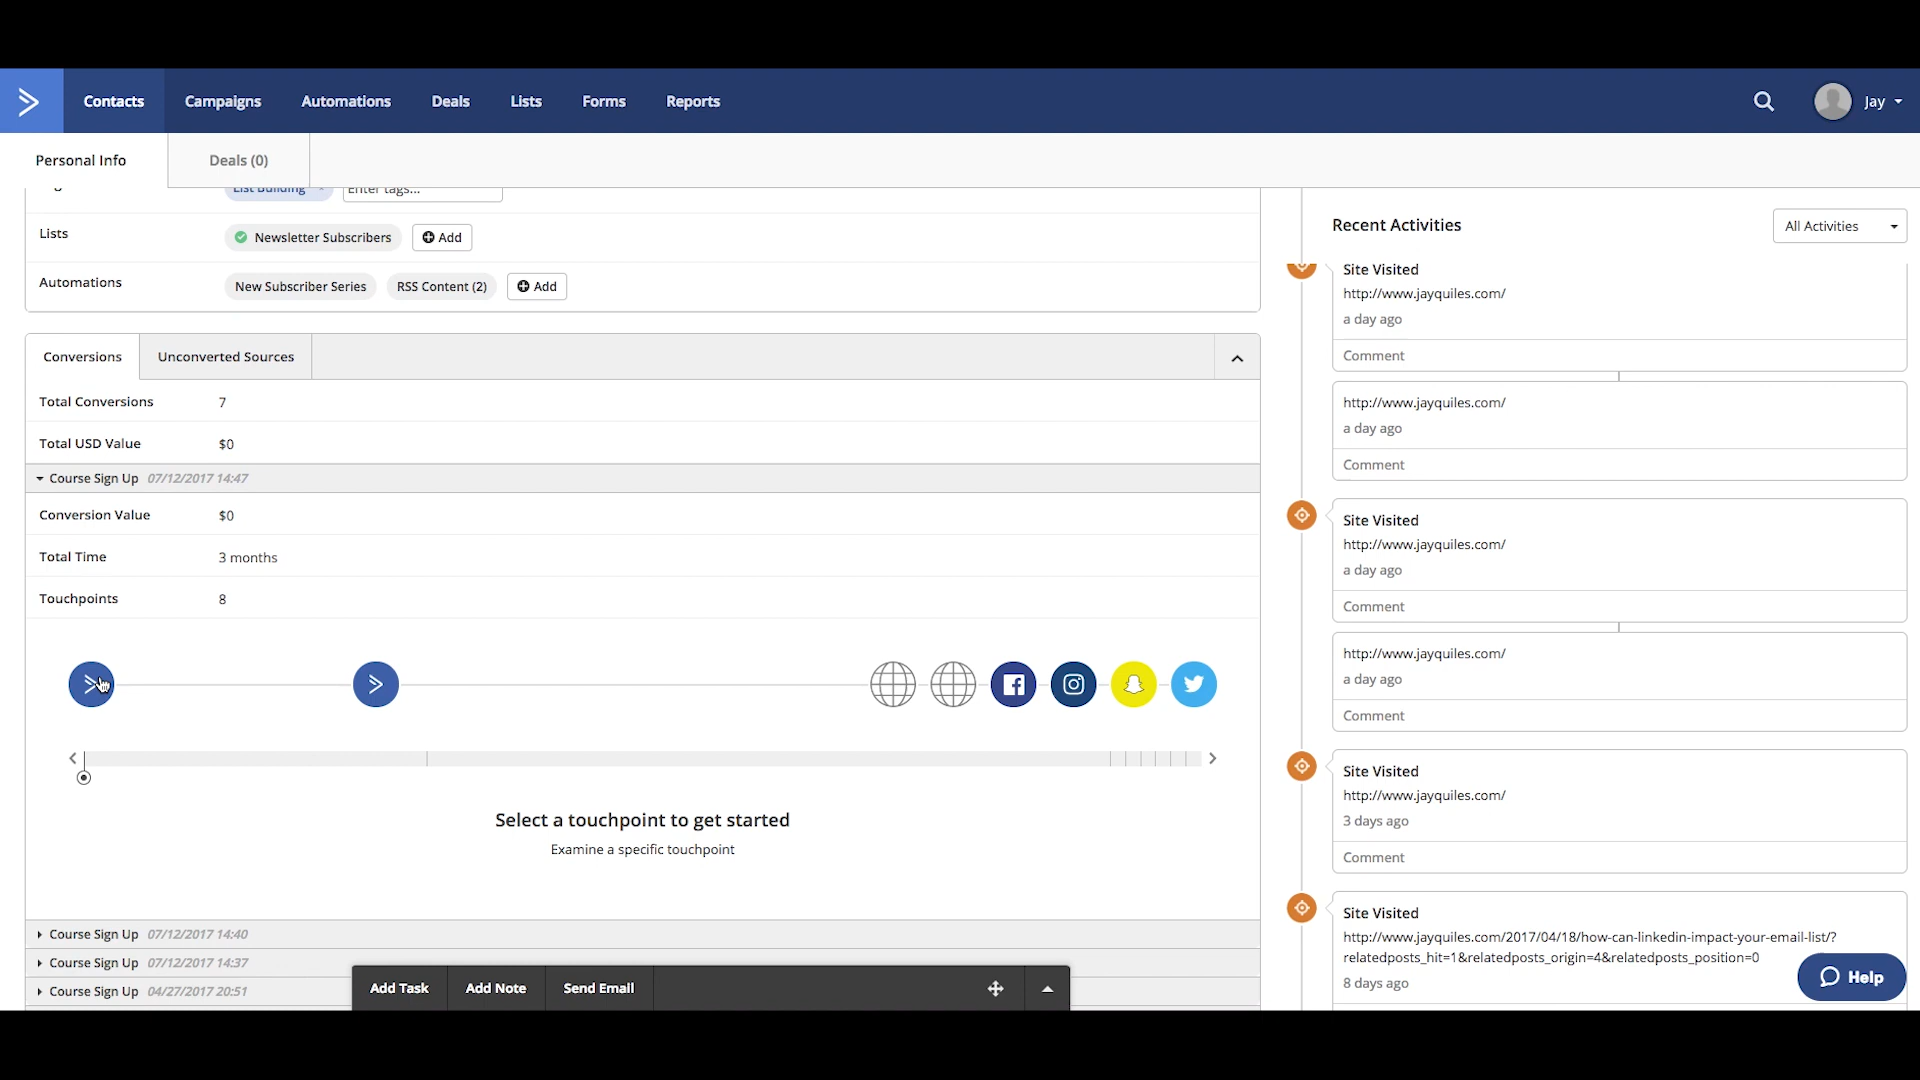 Contacts
Campaigns
Automations
Deals
Lists
Forms
Reports
Jay
Personal Info
Deals (0)
List Building
Enter tags...
Lists
Newsletter Subscribers
Add
Automations
New Subscriber Series
RSS Content (2)
Add
Conversions
Unconverted Sources
Total Conversions 7
Total USD Value $0
Course Sign Up 07/12/2017 14:47
Conversion Value $0
Total Time 3 months
Touchpoints 8
Select a touchpoint to get started
Examine a specific touchpoint
Course Sign Up 07/12/2017 14:40
Course Sign Up 07/12/2017 14:37
Course Sign Up 04/27/2017 20:51
Add Task
Add Note
Send Email
Recent Activities
All Activities
Site Visited
http://www.jayquiles.com/
a day ago
Comment
http://www.jayquiles.com/
a day ago
Comment
Site Visited
http://www.jayquiles.com/
a day ago
Comment
http://www.jayquiles.com/
a day ago
Comment
Site Visited
http://www.jayquiles.com/
3 days ago
Comment
Site Visited
http://www.jayquiles.com/2017/04/18/how-can-linkedin-impact-your-email-list/?
relatedposts_hit=1&relatedposts_origin=4&relatedposts_position=0
8 days ago
Help